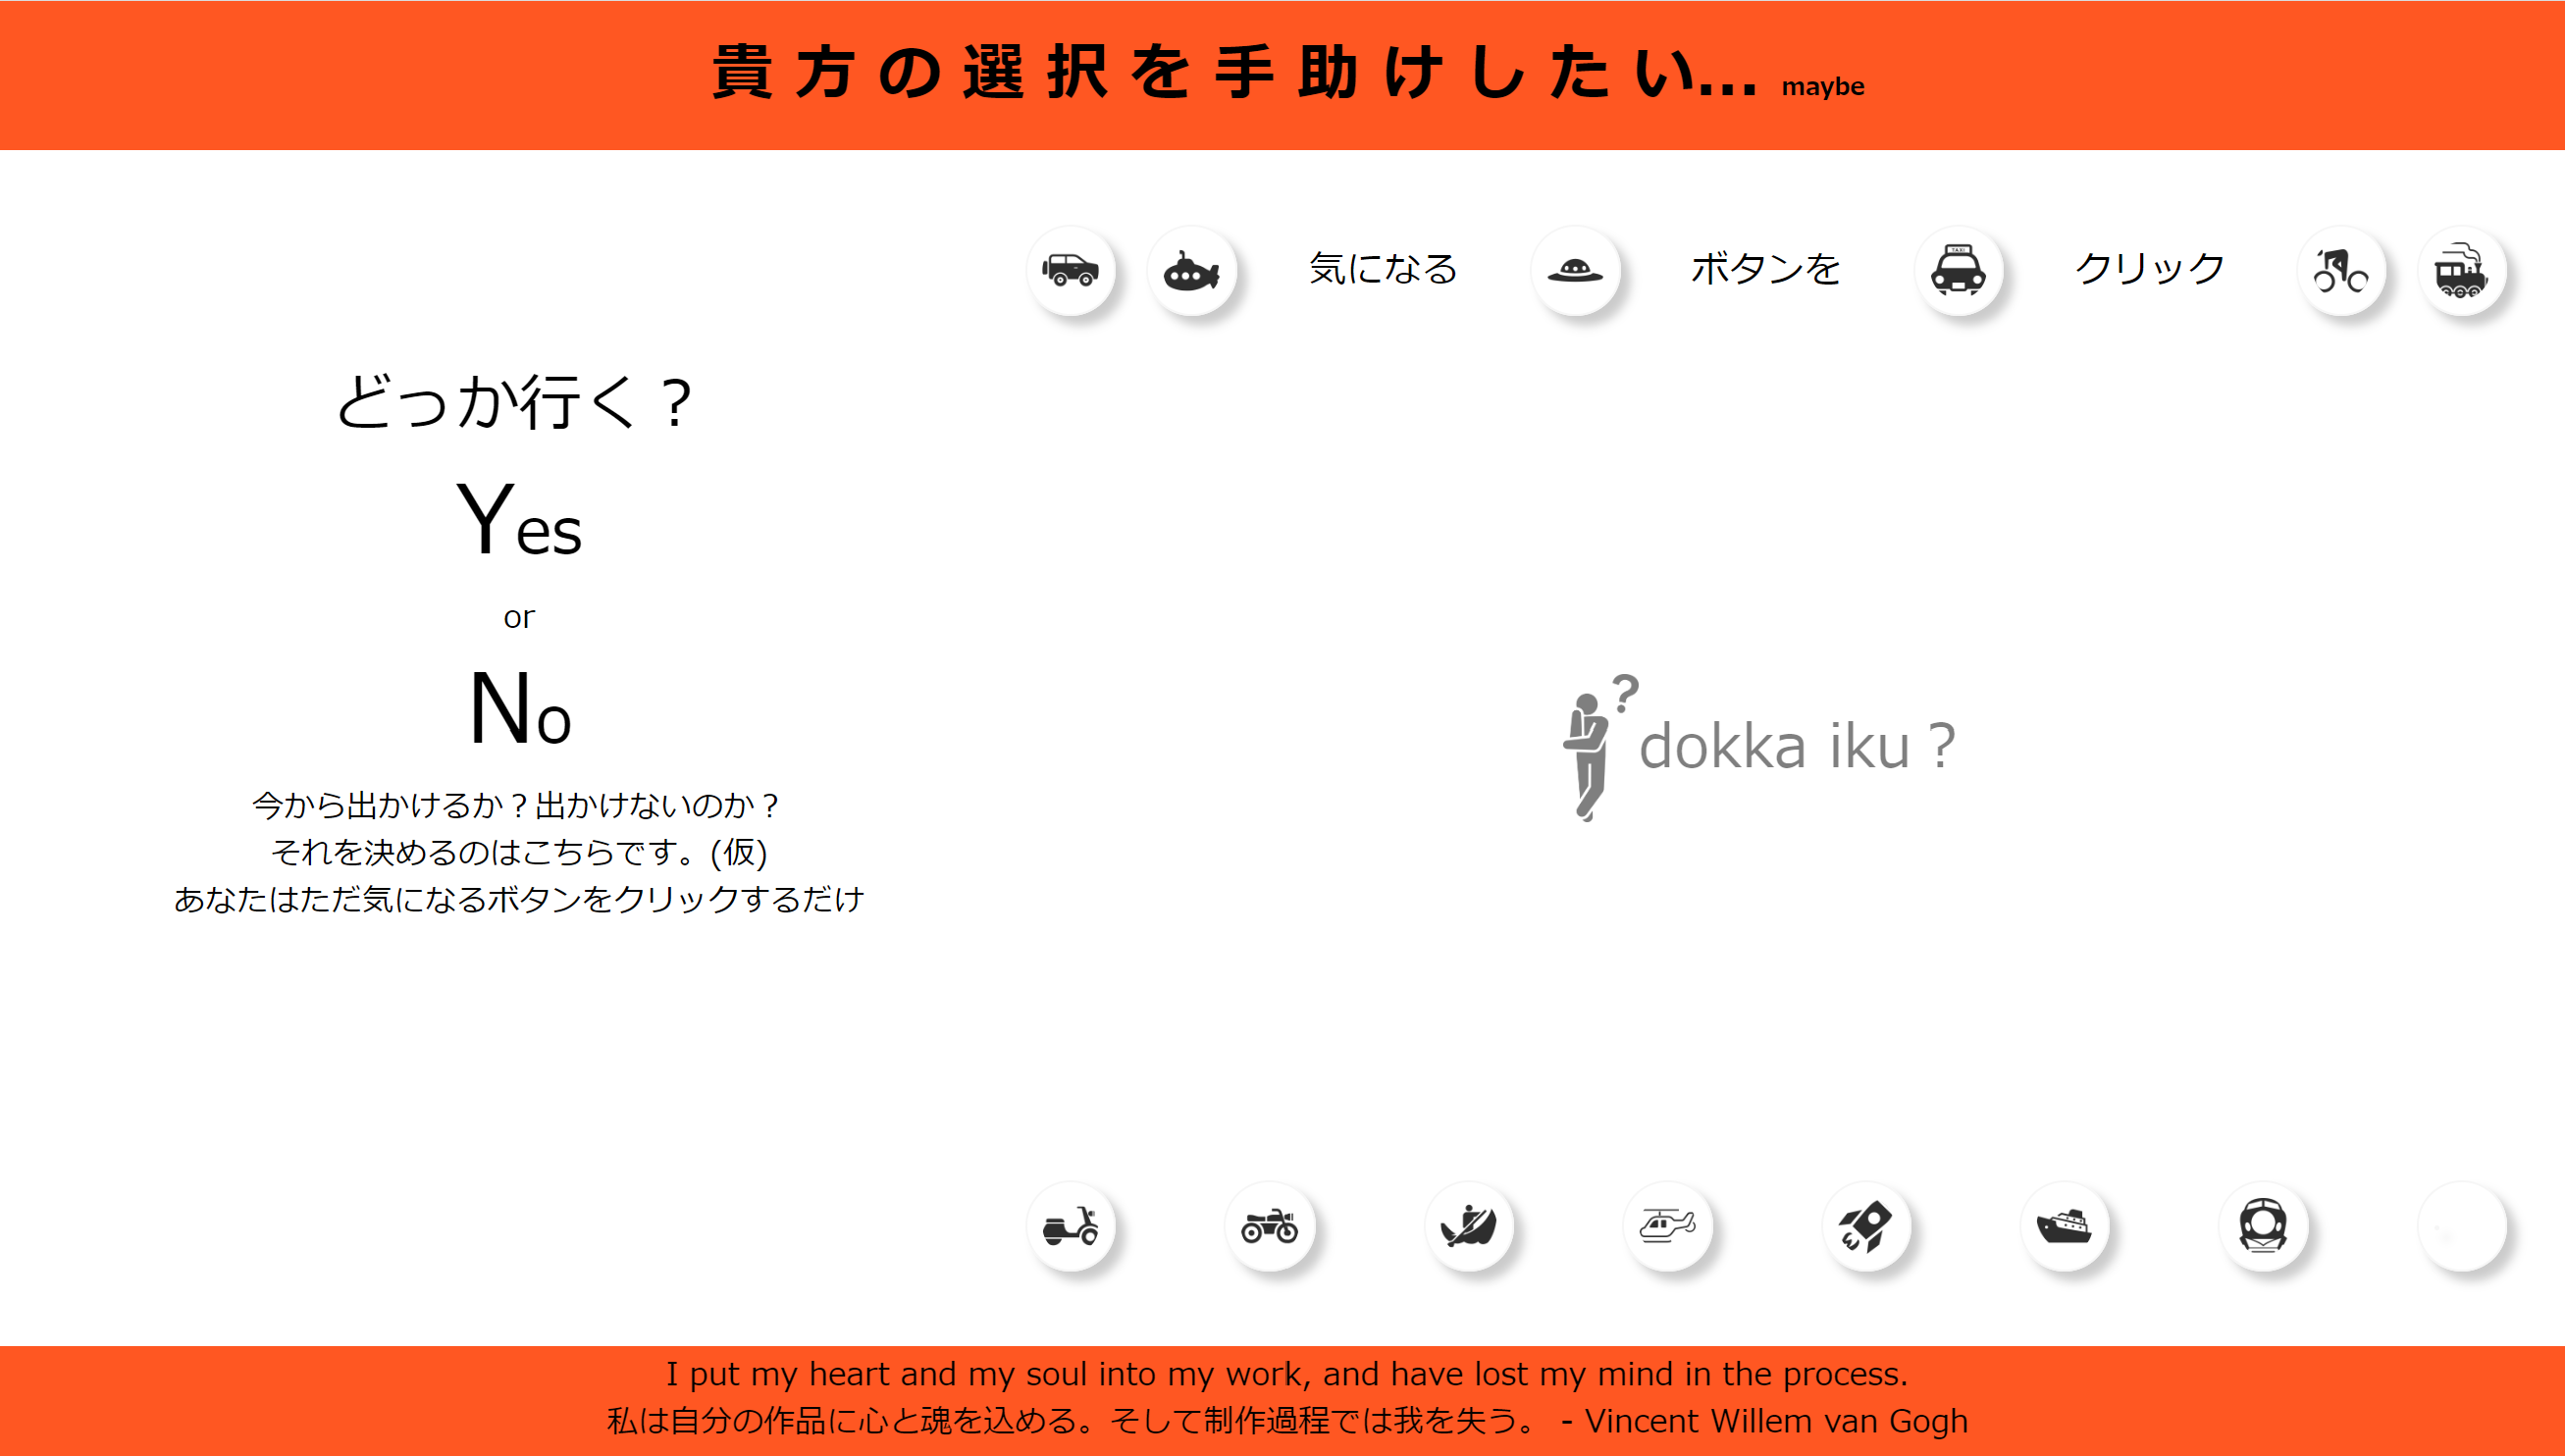 貴方の選択を手助けしたい... maybe
気になる ボタンを クリック
TAXI
どっか行く？
Yes
or
No
今から出かけるか？出かけないのか？
それを決めるのはこちらです。(仮)
あなたはただ気になるボタンをクリックするだけ
? dokka iku ?
I put my heart and my soul into my work, and have lost my mind in the process.
私は自分の作品に心と魂を込める。そして制作過程では我を失う。 - Vincent Willem van Gogh